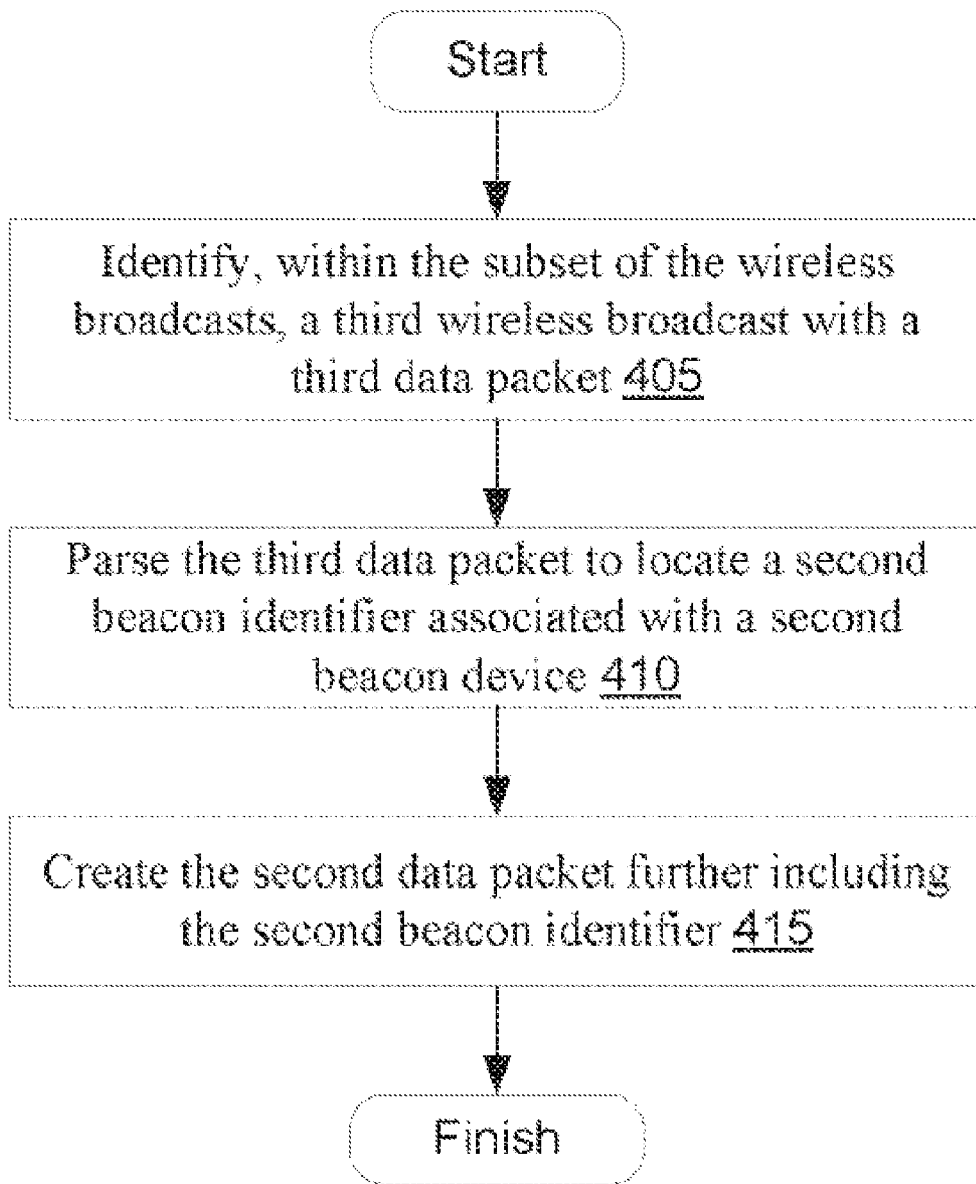 Start
Identify, within the subset of the wireless
broadcasts, a third wireless broadcast with a
third data packet 405
Parse the third data packet to locate a second
beacon identifier associated with a second
beacon device 410
Create the second data packet further including
the second beacon identifier 415
Finish